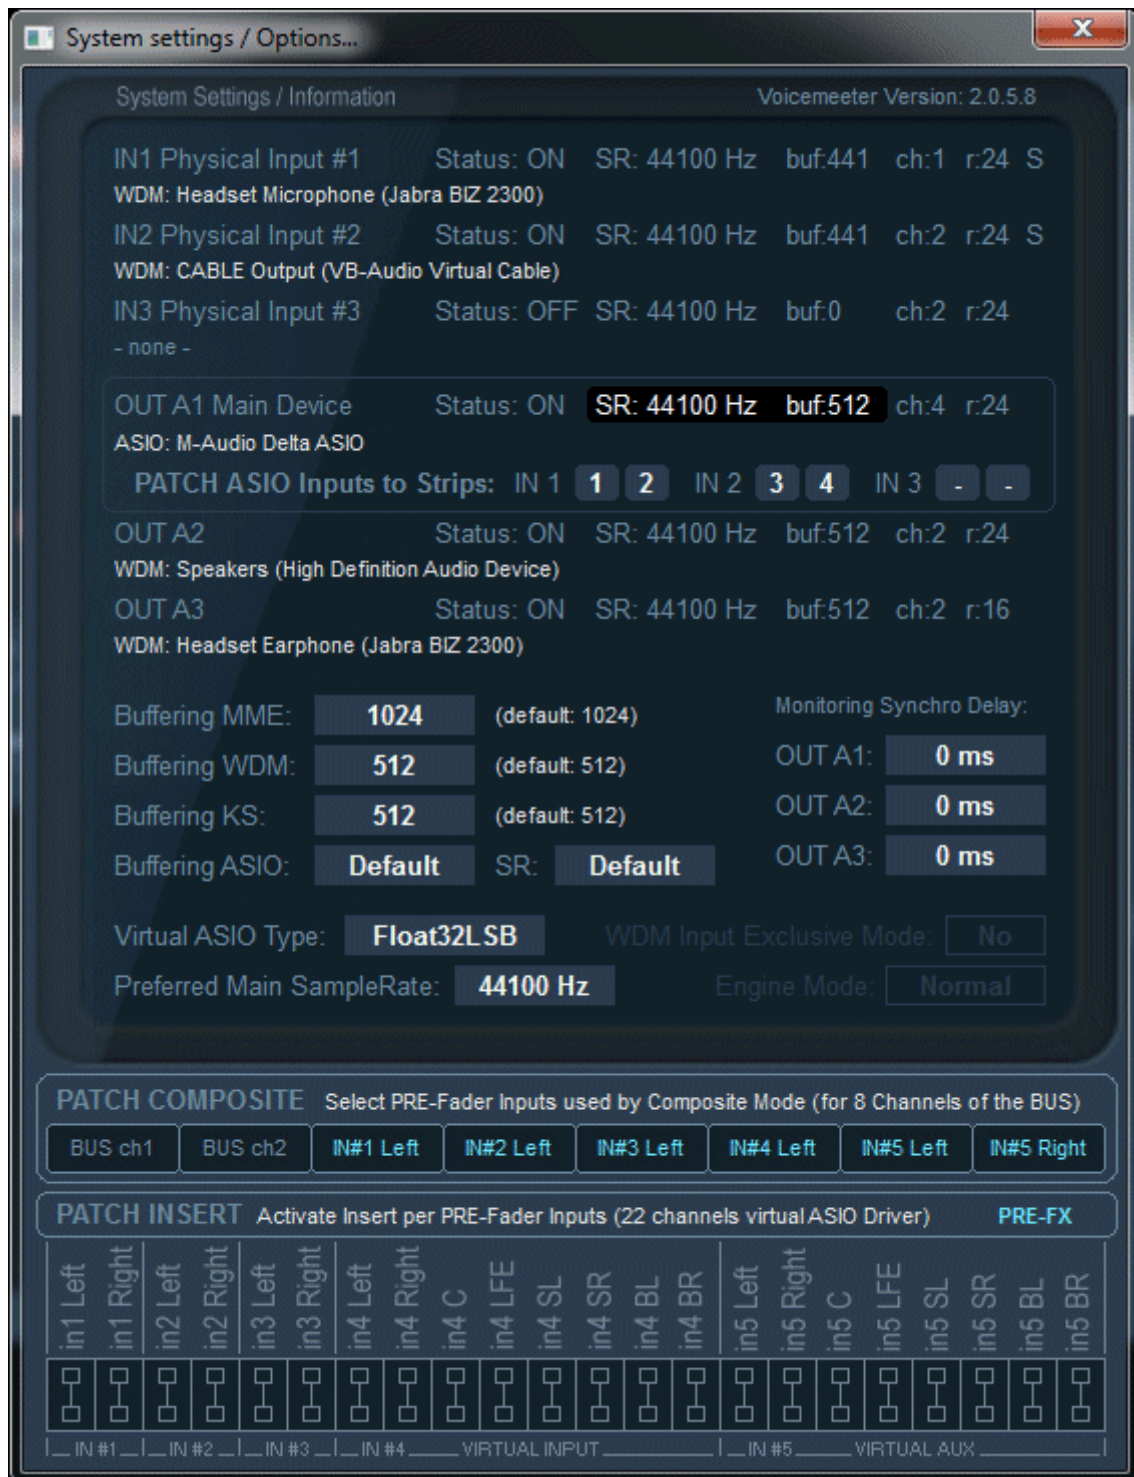 System settings / Options...
System Settings / Information Voicemeeter Version: 2.0.5.8
IN1 Physical Input #1 Status: ON SR: 44100 Hz buf:441 ch:1 r:24 S
WDM: Headset Microphone (Jabra BIZ 2300)
IN2 Physical Input #2 Status: ON SR: 44100 Hz buf:441 ch:2 r:24 S
WDM: CABLE Output (VB-Audio Virtual Cable)
IN3 Physical Input #3 Status: OFF SR: 44100 Hz buf:0 ch:2 r:24
- none -
OUT A1 Main Device Status: ON SR: 44100 Hz buf:512 ch:4 r:24
ASIO: M-Audio Delta ASIO
PATCH ASIO Inputs to Strips: IN 1 1 2 IN 2 3 4 IN 3 - -
OUT A2 Status: ON SR: 44100 Hz buf:512 ch:2 r:24
WDM: Speakers (High Definition Audio Device)
OUT A3 Status: ON SR: 44100 Hz buf:512 ch:2 r:16
WDM: Headset Earphone (Jabra BIZ 2300)
Buffering MME: 1024 (default: 1024) Monitoring Synchro Delay:
Buffering WDM: 512 (default: 512) OUT A1: 0 ms
Buffering KS: 512 (default: 512) OUT A2: 0 ms
Buffering ASIO: Default SR: Default OUT A3: 0 ms
Virtual ASIO Type: Float32LSB WDM Input Exclusive Mode: No
Preferred Main SampleRate: 44100 Hz Engine Mode: Normal
PATCH COMPOSITE Select PRE-Fader Inputs used by Composite Mode (for 8 Channels of the BUS)
BUS ch1 BUS ch2 IN#1 Left IN#2 Left IN#3 Left IN#4 Left IN#5 Left IN#5 Right
PATCH INSERT Activate Insert per PRE-Fader Inputs (22 channels virtual ASIO Driver) PRE-FX
in1 Left in1 Right in2 Left in2 Right in3 Left in3 Right in4 Left in4 Right in4 C in4 LFE in4 SL in4 SR in4 BL in4 BR in5 Left in5 Right in5 C in5 LFE in5 SL in5 SR in5 BL in5 BR
IN #1 IN #2 IN #3 IN #4 VIRTUAL INPUT IN #5 VIRTUAL AUX